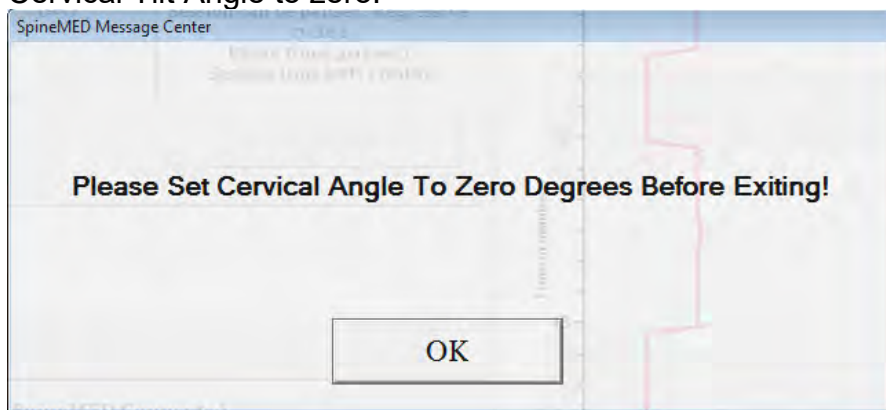 Cervical Tilt Angle to zero.
SpineMED Message Center
Please Set Cervical Angle To Zero Degrees Before Exiting!
OK